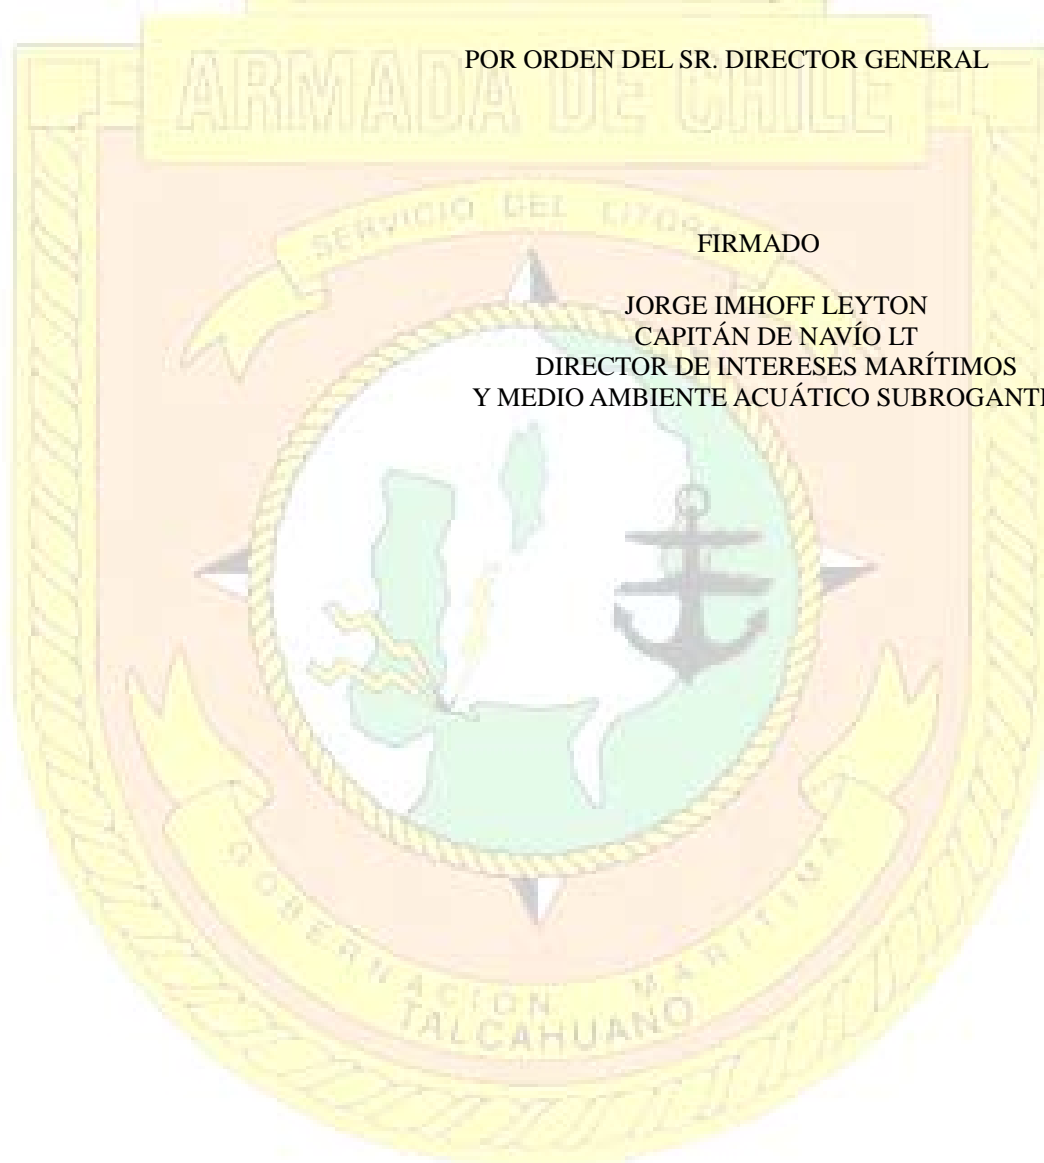 POR ORDEN DEL SR. DIRECTOR GENERAL
ARMADA DE CHILE
SERVICIO DEL LITORAL
FIRMADO
JORGE IMHOFF LEYTON
CAPITÁN DE NAVÍO LT
DIRECTOR DE INTERESES MARÍTIMOS
Y MEDIO AMBIENTE ACUÁTICO SUBROGANTE
GOBERNACION MARITIMA
TALCAHUANO